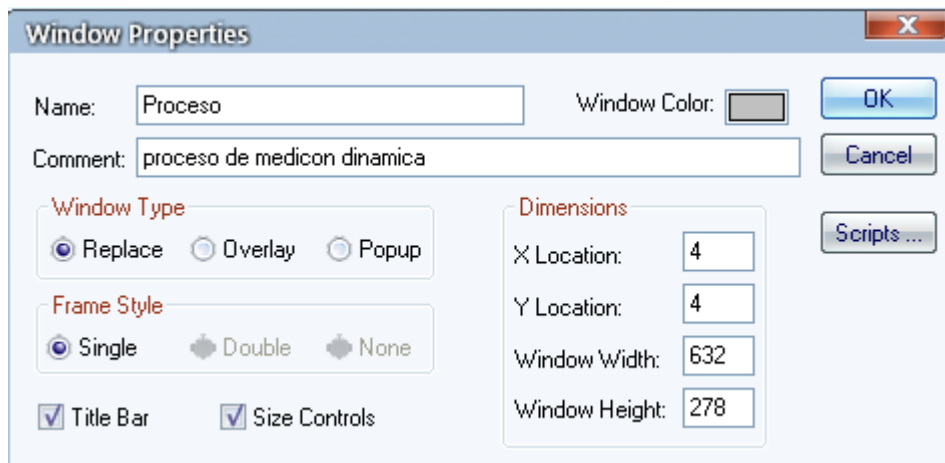 Window Properties
X
Name: Proceso Window Color: OK
Comment: proceso de medicon dinamica Cancel
Window Type
Replace Overlay Popup
Frame Style
Single Double None
Title Bar Size Controls
Dimensions
X Location: 4
Y Location: 4
Window Width: 632
Window Height: 278
Scripts ...